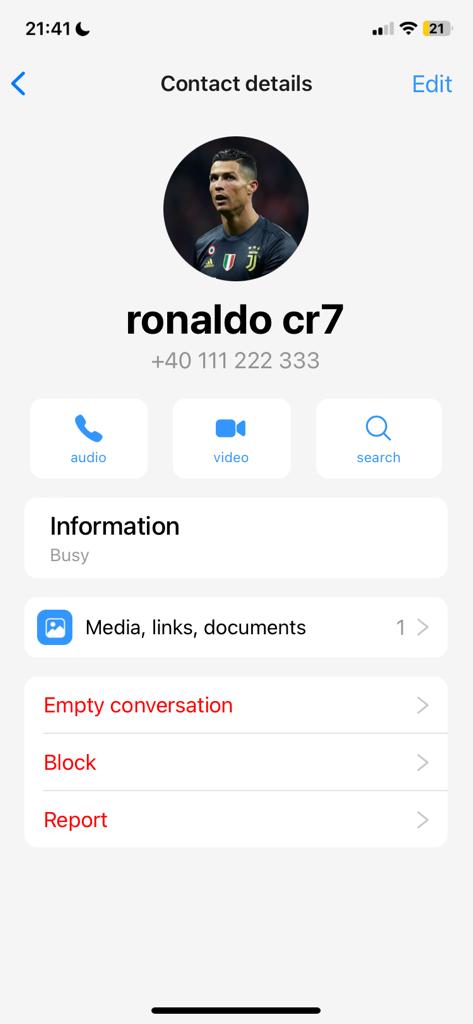 21:41
21
Contact details
Edit
ronaldo cr7
+40 111 222 333
audio
video
search
Information
Busy
Media, links, documents
1
Empty conversation
Block
Report